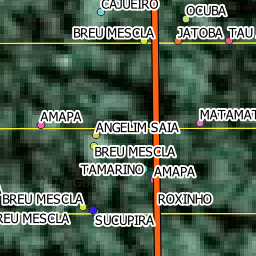 CAJUEIRO
OCUBA
BREU MESCLA
JATOBA
TAU
AMAPA
MATAMAT
ANGELIM SAIA
BREU MESCLA
TAMARINO
AMAPA
BREU MESCLA
ROXINHO
REU MESCLA
SUCUPIRA